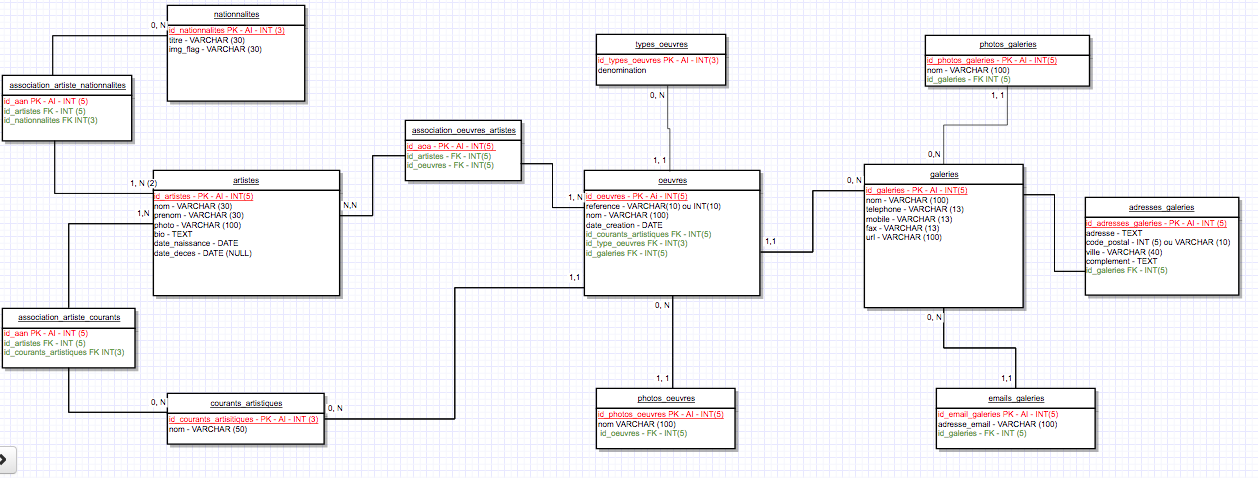 nationnalites
id_nationnalites PK - AI - INT (3)
titre - VARCHAR (30)
img_flag - VARCHAR (30)
0, N
association_artiste_nationnalites
id_aan PK - AI - INT (5)
id_artistes FK - INT (5)
id_nationnalites FK INT(3)
1, N (2)
artistes
id_artistes - PK - AI - INT(5)
nom - VARCHAR (30)
prenom - VARCHAR (30)
photo - VARCHAR (100)
bio - TEXT
date_naissance - DATE
date_deces - DATE (NULL)
1,N
N,N
association_artiste_courants
id_aan PK - AI - INT (5)
id_artistes FK - INT (5)
id_courants_artistiques FK INT(3)
0, N
courants_artistiques
id_courants_artisitiques - PK - AI - INT (3)
nom - VARCHAR (50)
0, N
association_oeuvres_artistes
id_aoa - PK - AI - INT(5)
id_artistes - FK - INT(5)
id_oeuvres - FK - INT(5)
types_oeuvres
id_types_oeuvres PK - AI - INT(3)
denomination
0, N
1, 1
1, N
oeuvres
id_oeuvres - PK - Ai - INT(5)
reference - VARCHAR(10) ou INT(10)
nom - VARCHAR (100)
date_creation - DATE
id_courants_artistiques FK - INT(5)
id_type_oeuvres FK - INT(3)
id_galeries FK - INT(5)
1,1
1,1
0, N
1, 1
photos_oeuvres
id_photos_oeuvres PK - AI - INT(5)
nom VARCHAR (100)
id_oeuvres - FK - INT(5)
photos_galeries
id_photos_galeries - PK - AI - INT(5)
nom - VARCHAR (100)
id_galeries - FK INT (5)
1, 1
0,N
0, N
galeries
id_galeries - PK - AI - INT(5)
nom - VARCHAR (100)
telephone - VARCHAR (13)
mobile - VARCHAR (13)
fax - VARCHAR (13)
url - VARCHAR (100)
0, N
1,1
adresses_galeries
id_adresses_galeries - PK - AI - INT (5)
adresse - TEXT
code_postal - INT (5) ou VARCHAR (10)
ville - VARCHAR (40)
complement - TEXT
id_galeries FK - INT(5)
emails_galeries
id_email_galeries PK - AI - INT(5)
adresse_email - VARCHAR (100)
id_galeries - FK - INT (5)